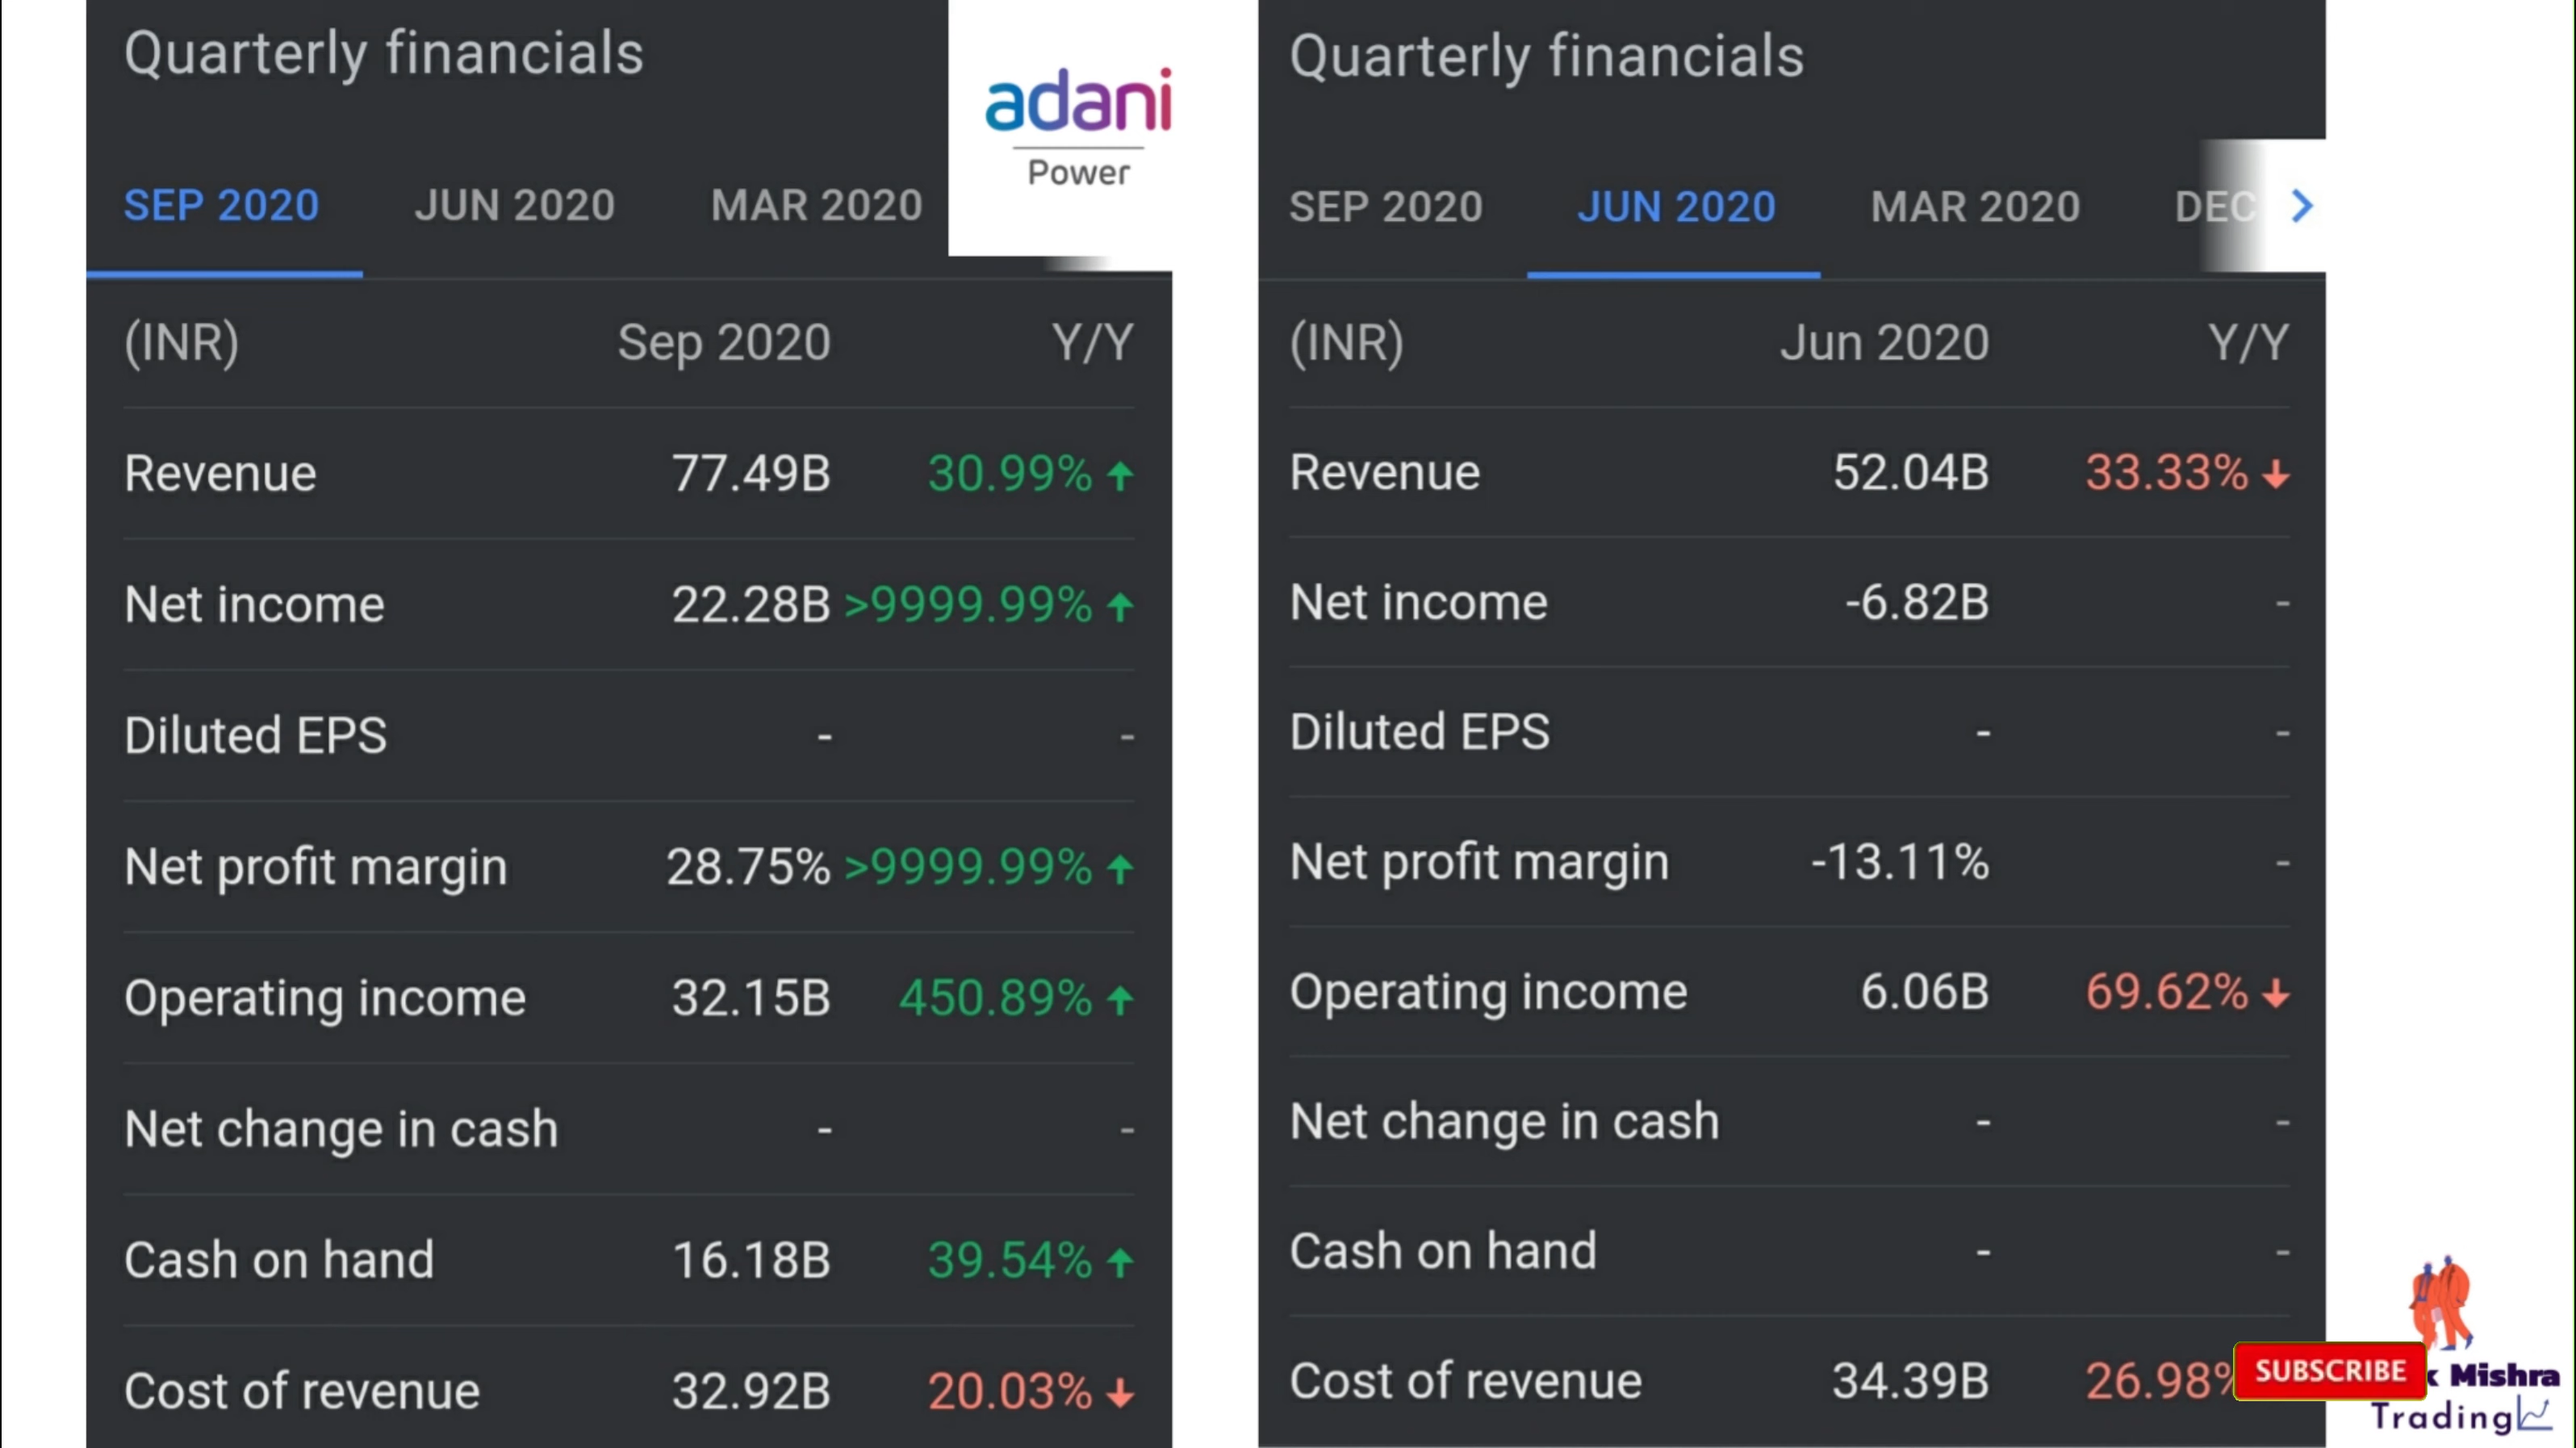 Quarterly financials
adani
Power
SEP 2020 JUN 2020 MAR 2020
(INR) Sep 2020 Y/Y
Revenue 77.49B 30.99%
Net income 22.28B >9999.99%
Diluted EPS - -
Net profit margin 28.75% >9999.99%
Operating income 32.15B 450.89%
Net change in cash - -
Cash on hand 16.18B 39.54%
Cost of revenue 32.92B 20.03%
Quarterly financials
SEP 2020 JUN 2020 MAR 2020 DEC
(INR) Jun 2020 Y/Y
Revenue 52.04B 33.33%
Net income -6.82B -
Diluted EPS - -
Net profit margin -13.11% -
Operating income 6.06B 69.62%
Net change in cash - -
Cash on hand - -
Cost of revenue 34.39B 26.98%
SUBSCRIBE
Mishra
Trading